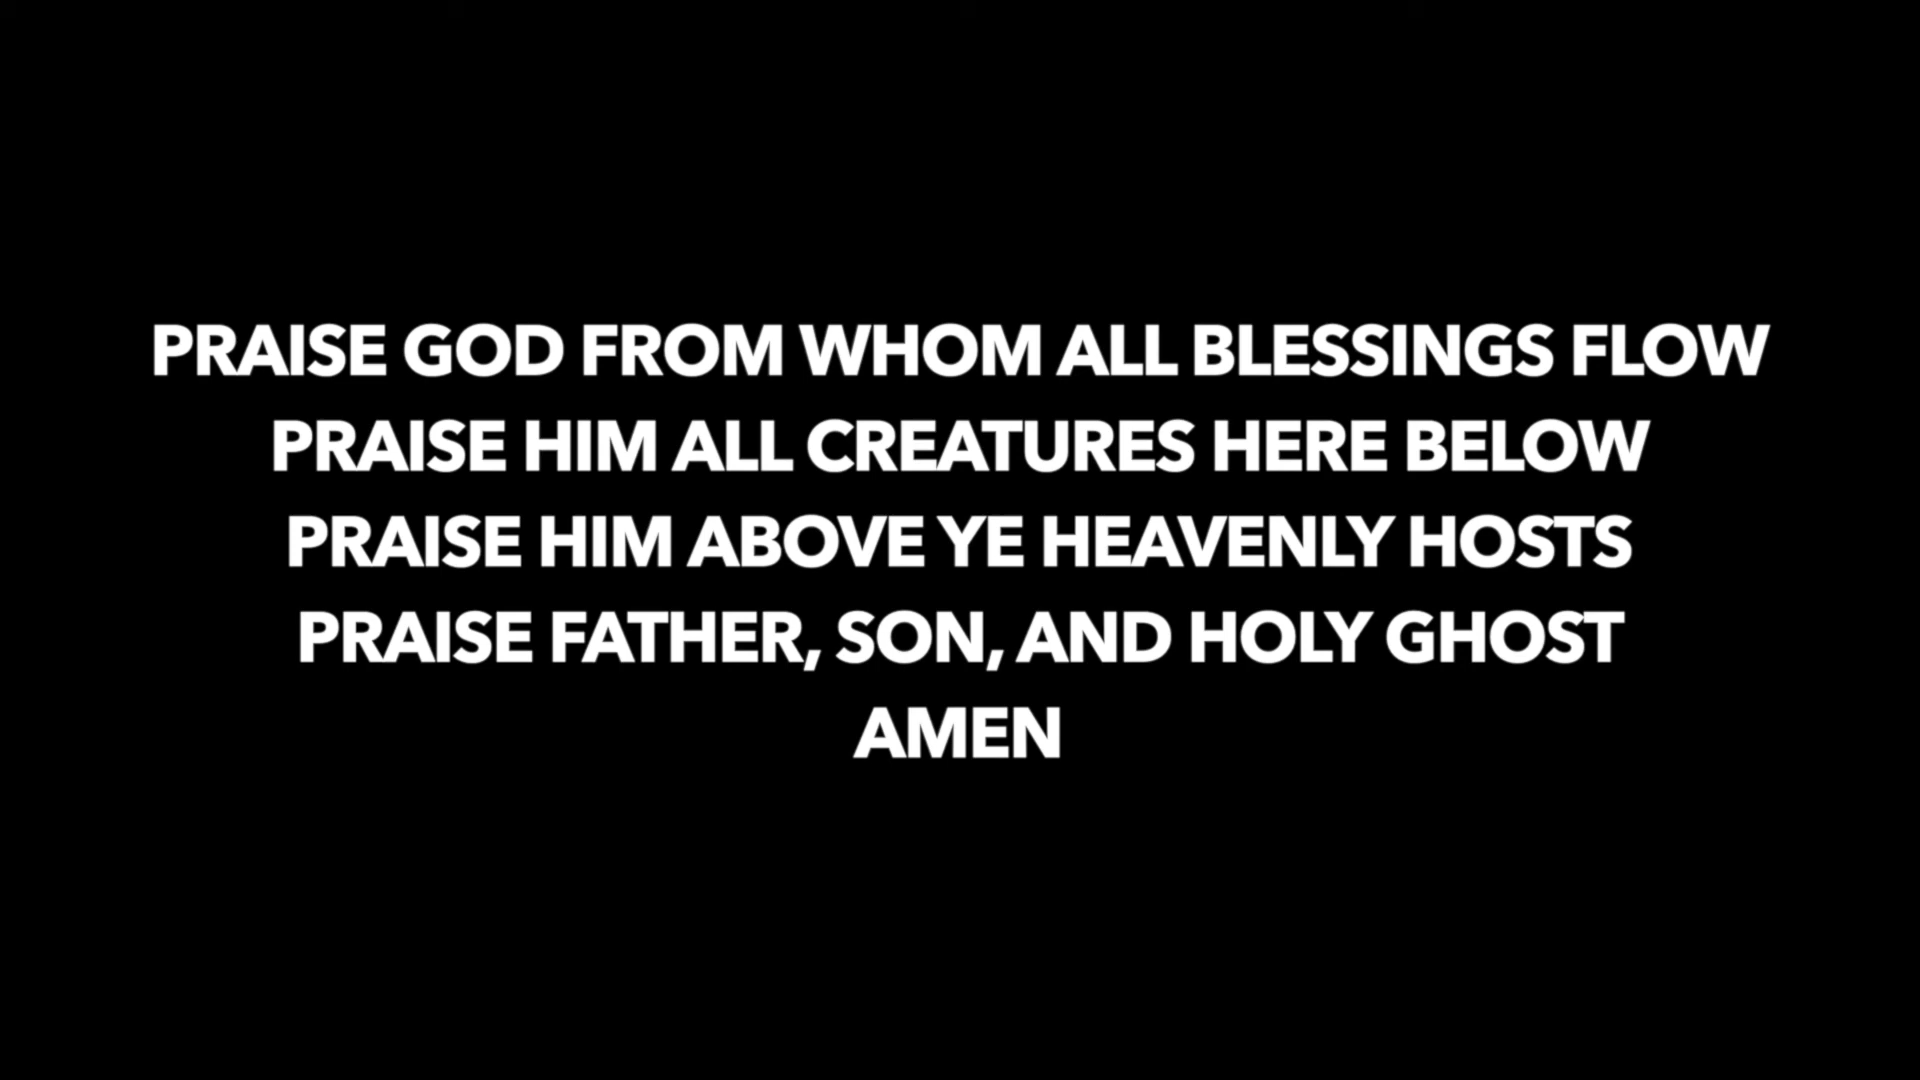 PRAISE GOD FROM WHOM ALL BLESSINGS FLOW
PRAISE HIM ALL CREATURES HERE BELOW
PRAISE HIM ABOVE YE HEAVENLY HOSTS
PRAISE FATHER, SON, AND HOLY GHOST
AMEN